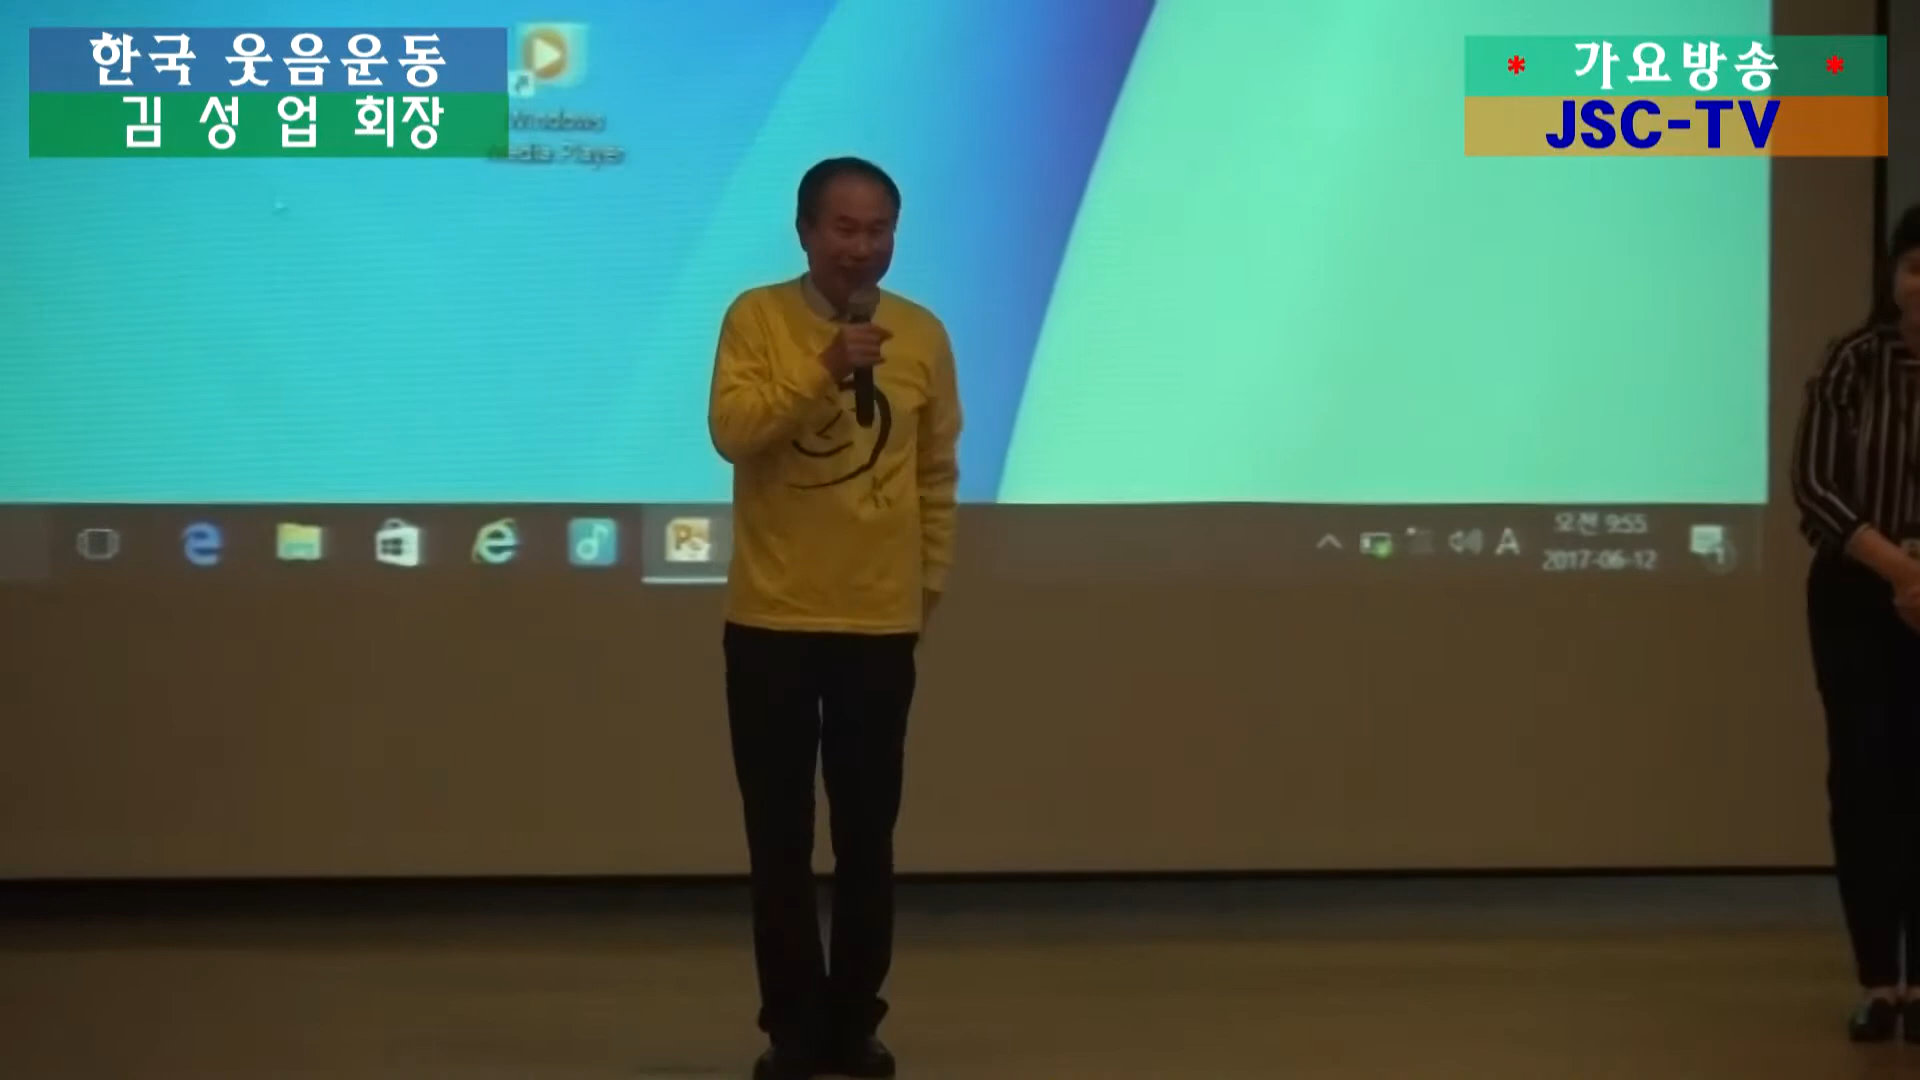 한국 웃음운동
김 성 업 회장
* 가요방송 *
JSC-TV
Windows
Media Player
A
오전 9:55
2017-06-12
1